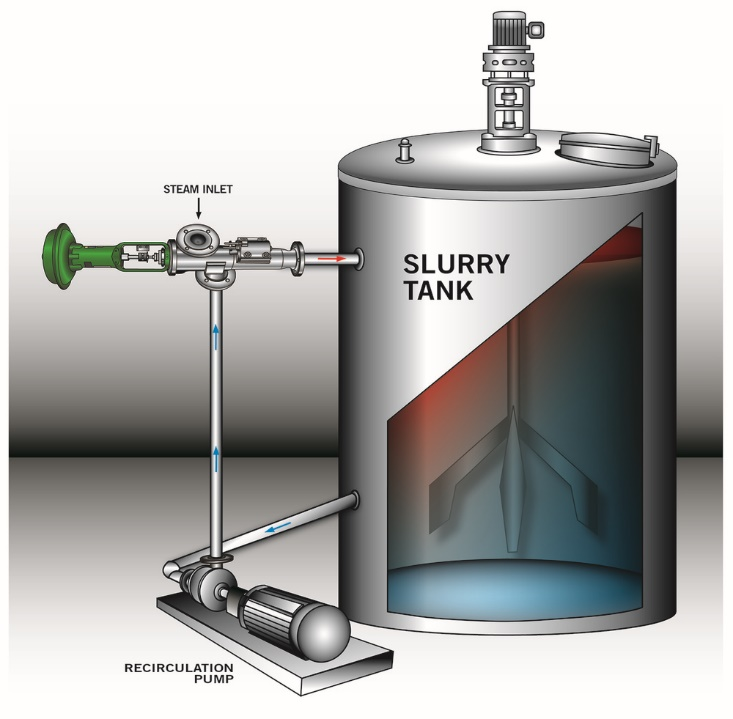 STEAM INLET
SLURRY
TANK
RECIRCULATION
PUMP